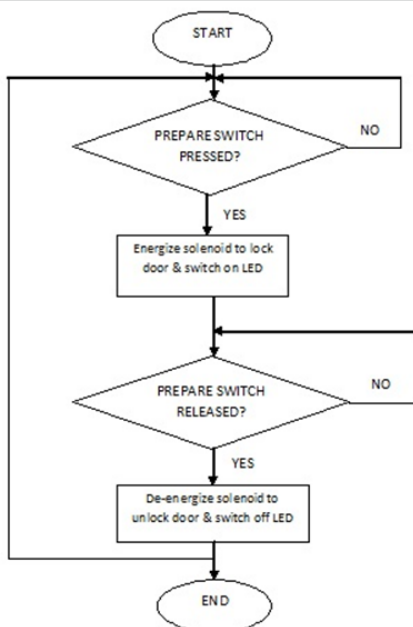 START
PREPARE SWITCH
PRESSED?
NO
YES
Energize solenoid to lock
door & switch on LED
PREPARE SWITCH
RELEASED?
NO
YES
De-energize solenoid to
unlock door & switch off LED
END